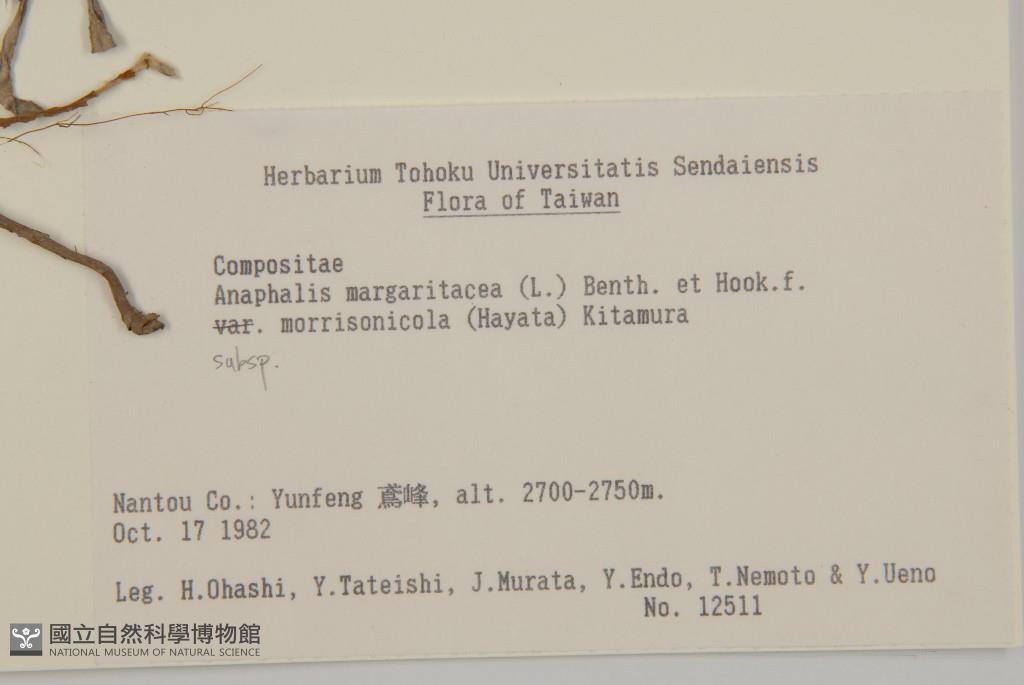 Herbarium Tohoku Universitatis Sendaiensis
Flora of Taiwan
Compositae
Anaphalis margaritacea (L.) Benth. et Hook.f.
var. morrisonicola (Hayata) Kitamura
subsp.
Nantou Co.: Yunfeng 鳶峰, alt. 2700-2750m.
Oct. 17 1982
Leg. H.Ohashi, Y.Tateishi, J.Murata, Y.Endo, T.Nemoto & Y.Ueno
No. 12511
國立自然科學博物館
NATIONAL MUSEUM OF NATURAL SCIENCE